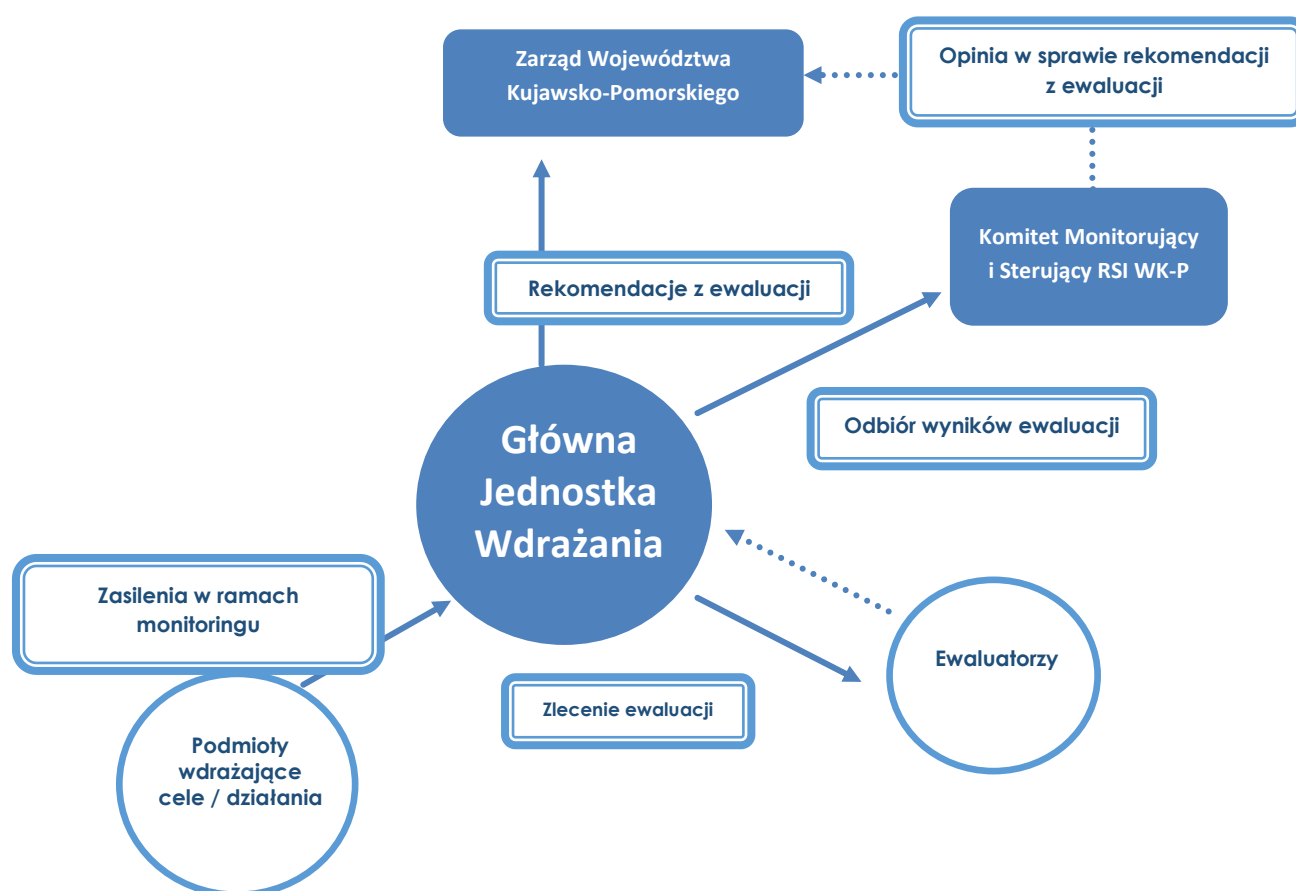 Zarząd Województwa
Kujawsko-Pomorskiego
Opinia w sprawie rekomendacji
z ewaluacji
Komitet Monitorujący
i Sterujący RSI WK-P
Rekomendacje z ewaluacji
Odbiór wyników ewaluacji
Główna
Jednostka
Wdrażania
Zasilenia w ramach
monitoringu
Ewaluatorzy
Zlecenie ewaluacji
Podmioty
wdrażające
cele / działania